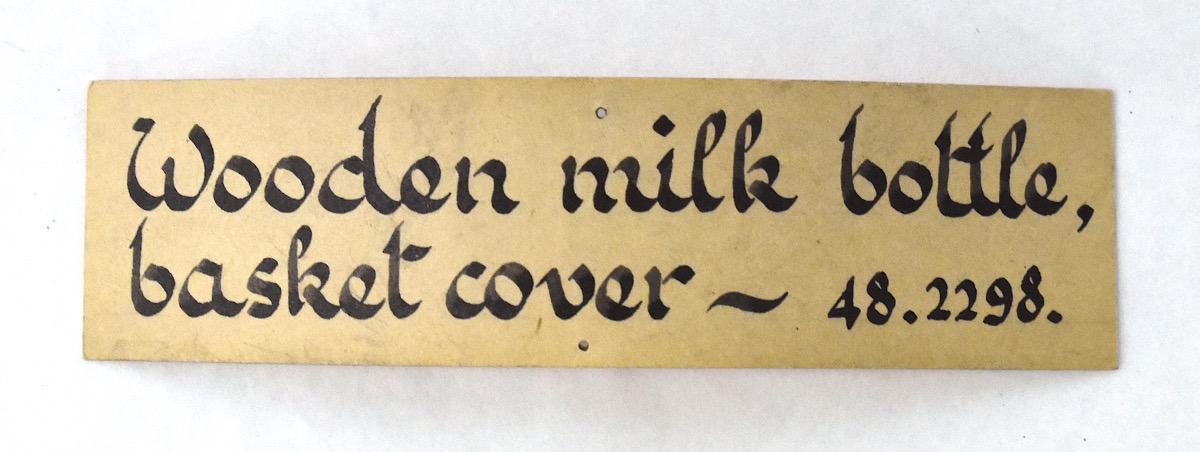 Wooden milk bottle,
basket cover ~ 48.2298.